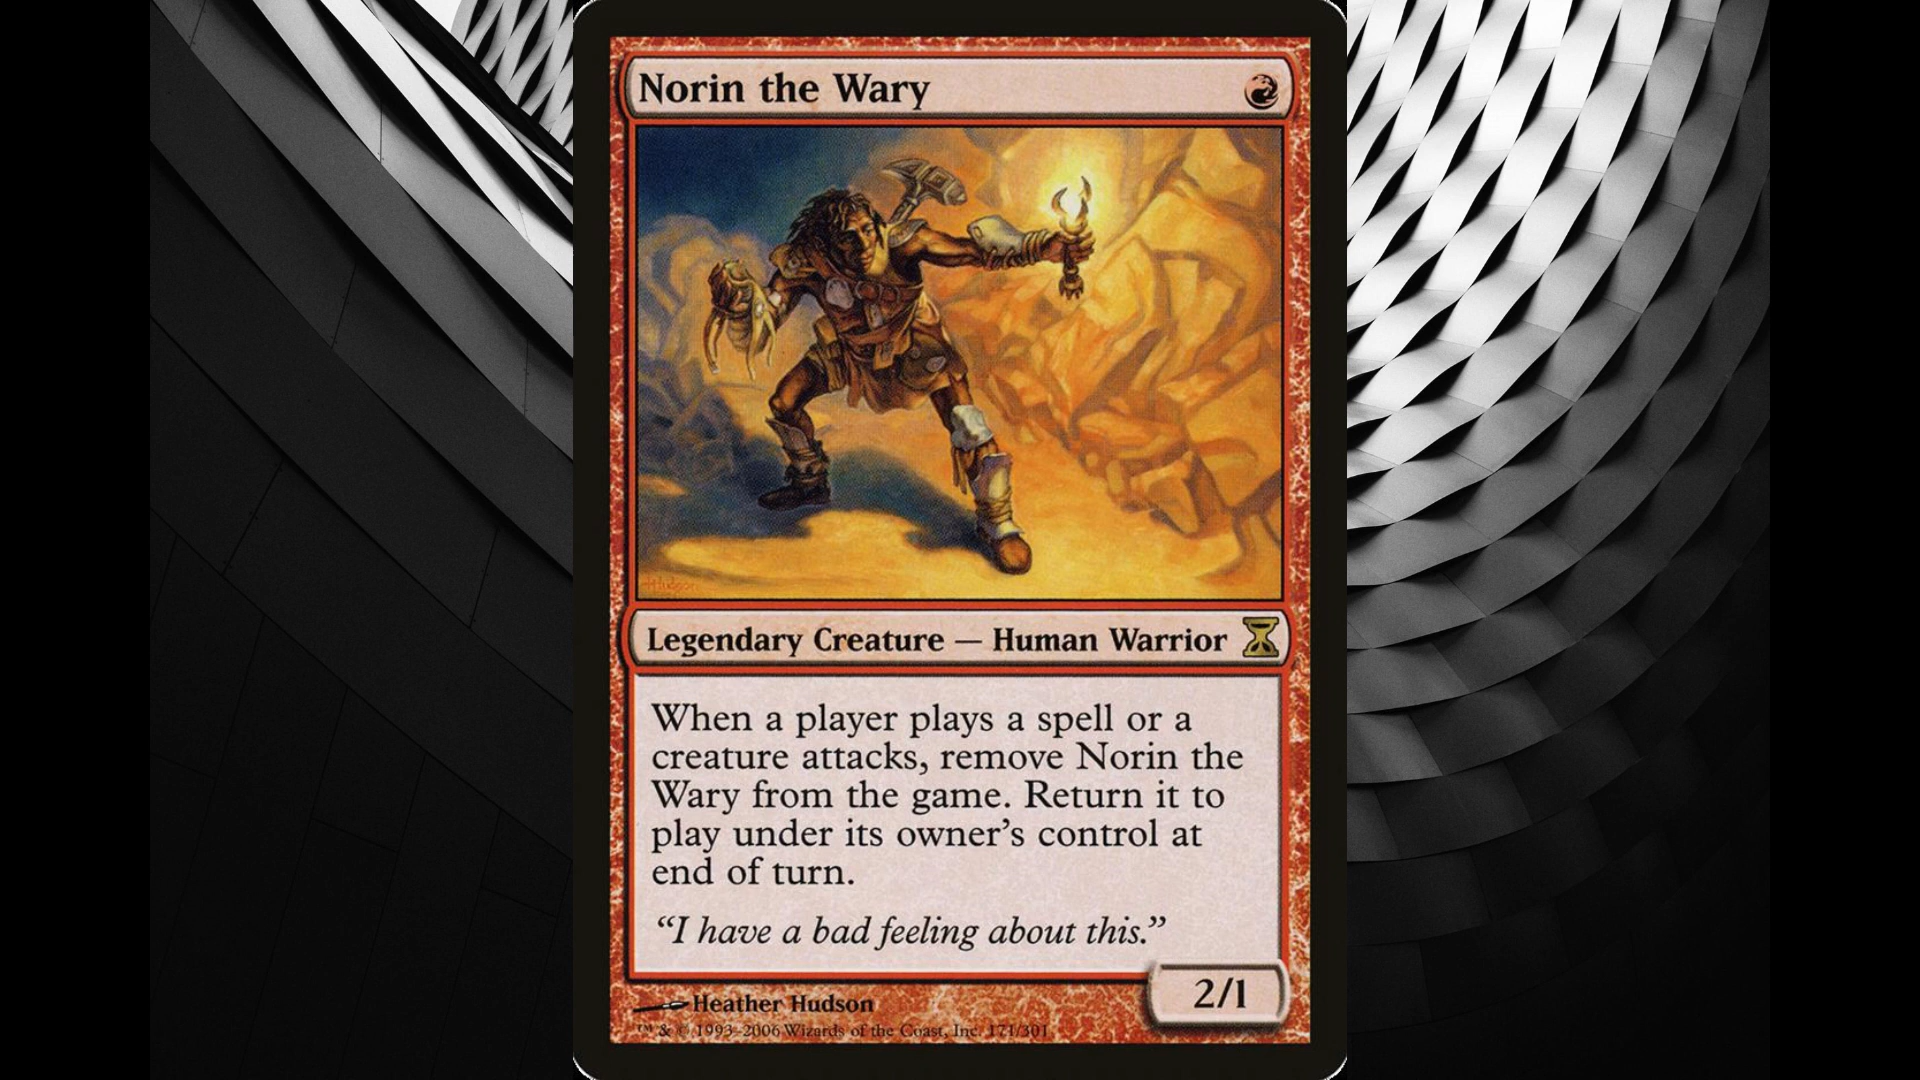 Norin the Wary
Hudson
Legendary Creature — Human Warrior
When a player plays a spell or a
creature attacks, remove Norin the
Wary from the game. Return it to
play under its owner’s control at
end of turn.
“I have a bad feeling about this.”
2/1
Heather Hudson
™ & © 1993–2006 Wizards of the Coast, Inc. 171/301